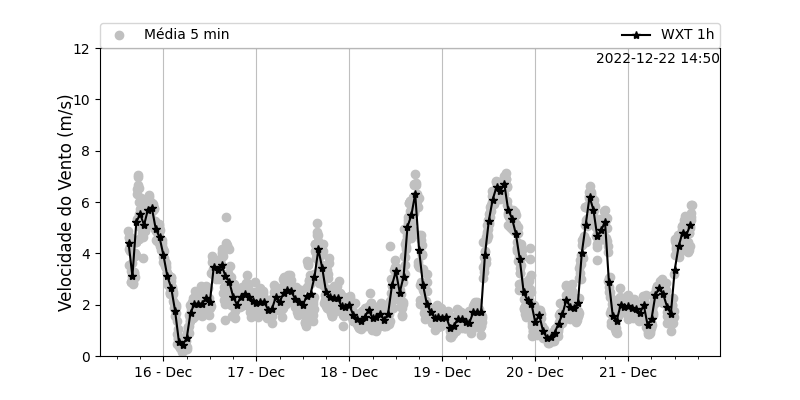 Média 5 min
WXT 1h
2022-12-22 14:50
Velocidade do Vento (m/s)
12
10
8
6
4
2
0
16 - Dec
17 - Dec
18 - Dec
19 - Dec
20 - Dec
21 - Dec